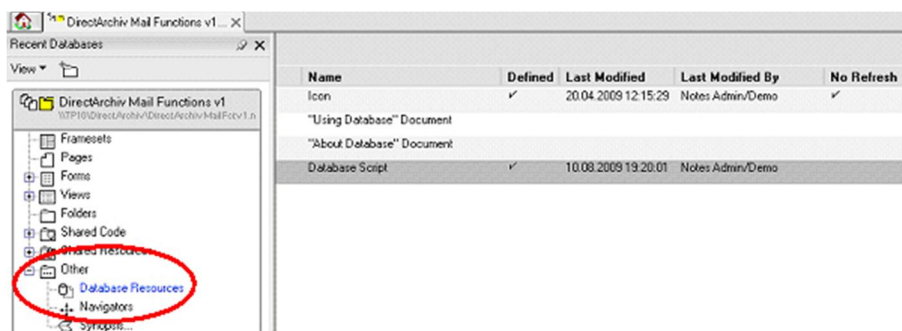 DirectArchiv Mail Functions v1...
Recent Databases
View
DirectArchiv Mail Functions v1
Framesets
Pages
Forms
Views
Folders
Shared Code
Shared Resources
Other
Database Resources
Navigators
Synopsis...
Name Defined Last Modified Last Modified By No Refresh
Icon ✓ 20.04.2009 12:15:29 Notes Admin/Demo ✓
"Using Database" Document
"About Database" Document
Database Script ✓ 10.08.2009 19:20:01 Notes Admin/Demo